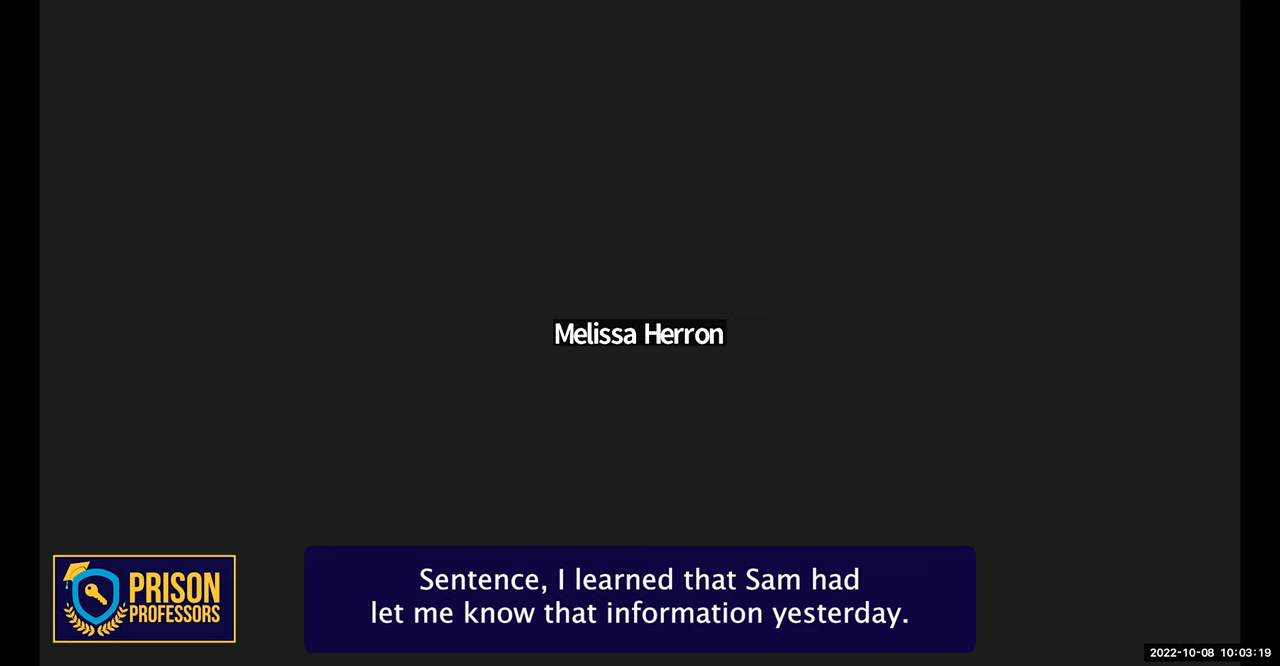 Melissa Herron
PRISON
PROFESSORS
Sentence, I learned that Sam had
let me know that information yesterday.
2022-10-08 10:03:19